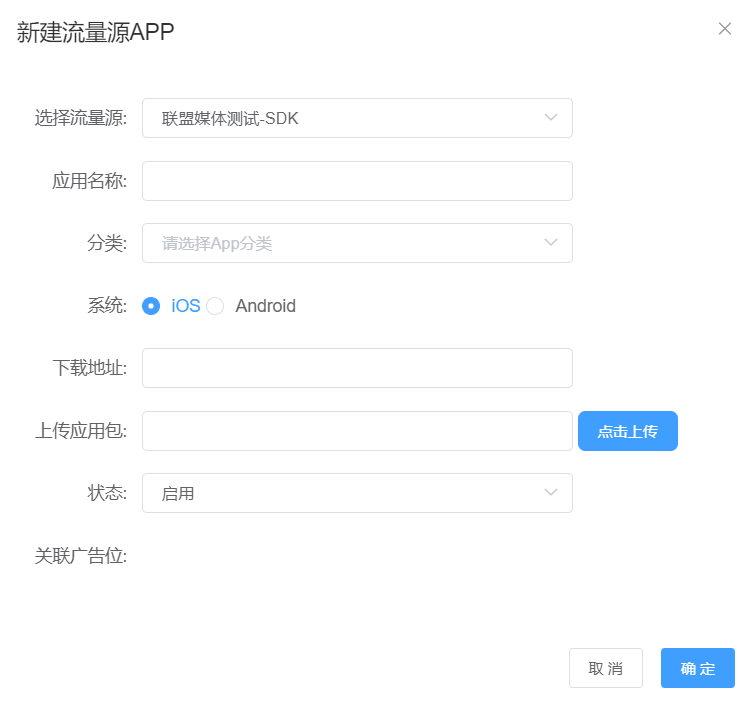 新建流量源APP
选择流量源: 联盟媒体测试-SDK
应用名称:
分类: 请选择App分类
系统: iOS Android
下载地址:
上传应用包: 点击上传
状态: 启用
关联广告位:
取 消 确 定